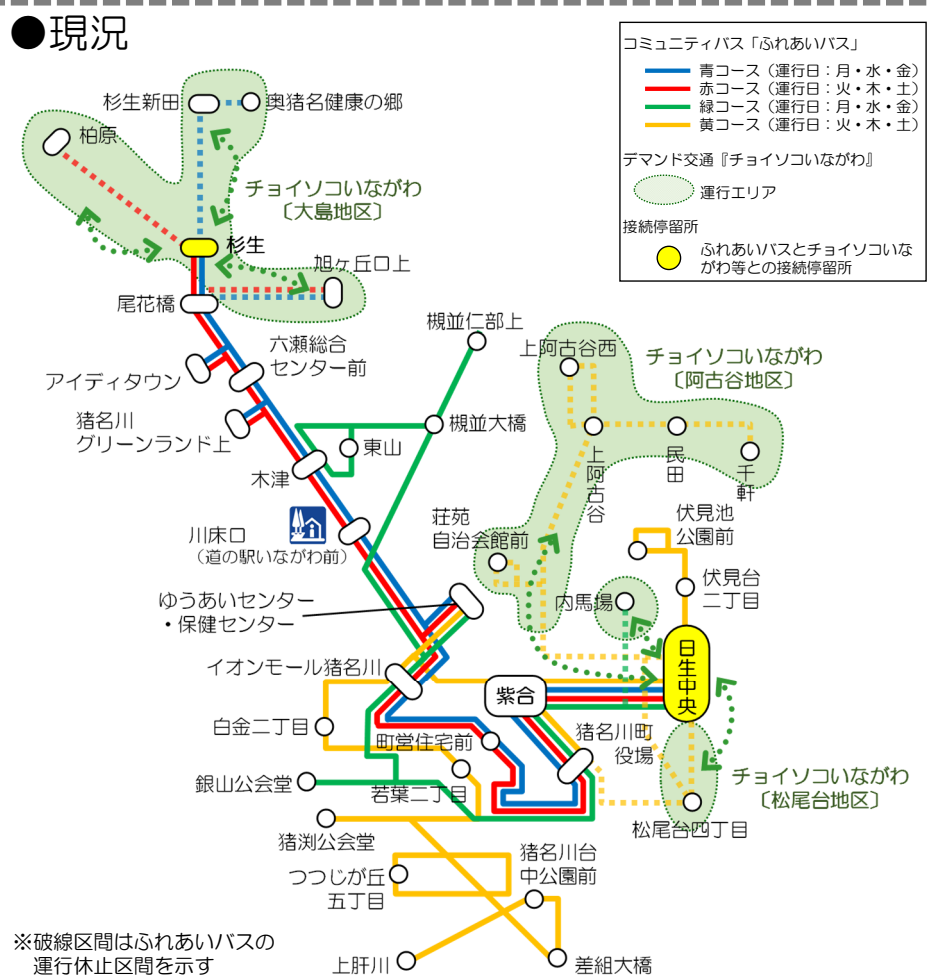 ●現況
コミュニティバス「ふれあいバス」
青コース（運行日：月・水・金）
赤コース（運行日：火・木・土）
緑コース（運行日：月・水・金）
黄コース（運行日：火・木・土）
デマンド交通『チョイソコいながわ』
運行エリア
接続停留所
ふれあいバスとチョイソコいな
がわ等との接続停留所
杉生新田
奥猪名健康の郷
柏原
チョイソコいながわ
〔大島地区〕
杉生
旭ヶ丘口上
尾花橋
六瀬総合
センター前
アイディタウン
猪名川
グリーンランド上
槻並仁部上
槻並大橋
東山
木津
川床口
（道の駅いながわ前）
上阿古谷西
チョイソコいながわ
〔阿古谷地区〕
上阿古谷
民田
千軒
荘苑
自治会館前
伏見池
公園前
伏見台
二丁目
内馬場
ゆうあいセンター
・保健センター
イオンモール猪名川
日生中央
紫合
白金二丁目
町営住宅前
猪名川町
役場
銀山公会堂
若葉二丁目
チョイソコいながわ
〔松尾台地区〕
松尾台四丁目
猪渕公会堂
つつじが丘
五丁目
猪名川台
中公園前
上肝川
差組大橋
※破線区間はふれあいバスの
運行休止区間を示す